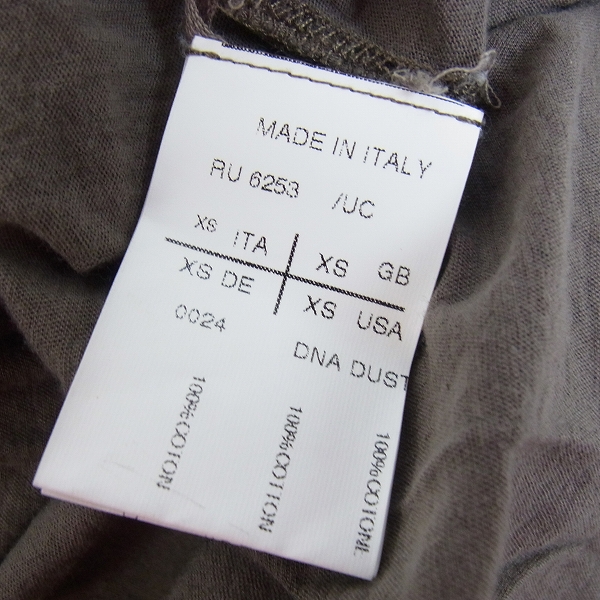 MADE IN ITALY
RU 6253 /UC
XS ITA XS GB
XS DE XS USA
0024
DNA DUST
100%COTON
100%COTTON
100%COTONE